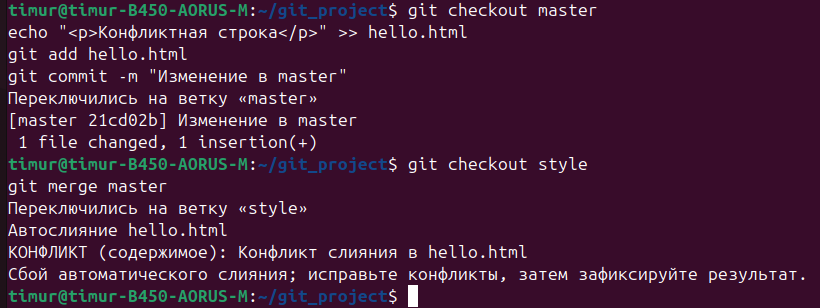 timur@timur-B450-AORUS-M:~/git_project$ git checkout master
echo "<p>Конфликтная строка</p>" >> hello.html
git add hello.html
git commit -m "Изменение в master"
Переключились на ветку «master»
[master 21cd02b] Изменение в master
 1 file changed, 1 insertion(+)
timur@timur-B450-AORUS-M:~/git_project$ git checkout style
git merge master
Переключились на ветку «style»
Автослияние hello.html
КОНФЛИКТ (содержимое): Конфликт слияния в hello.html
Сбой автоматического слияния; исправьте конфликты, затем зафиксируйте результат.
timur@timur-B450-AORUS-M:~/git_project$